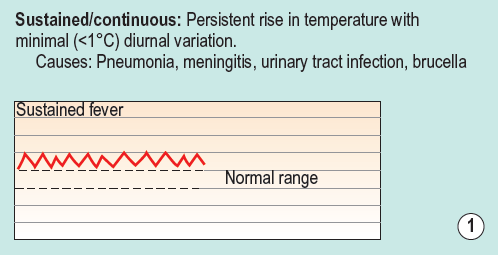 Sustained/continuous: Persistent rise in temperature with
minimal (<1°C) diurnal variation.
Causes: Pneumonia, meningitis, urinary tract infection, brucella
Sustained fever
Normal range
1